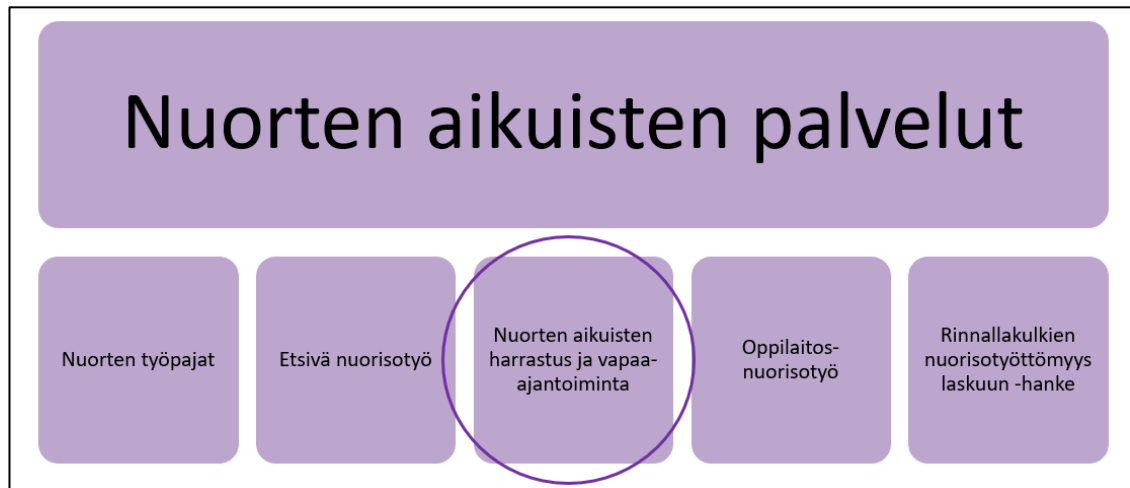 Nuorten aikuisten palvelut
Nuorten työpajat
Etsivä nuorisotyö
Nuorten aikuisten
harrastus ja vapaa-
ajantoiminta
Oppilaitos-
nuorisotyö
Rinnallakulkien
nuorisotyöttömyys
laskuun -hanke